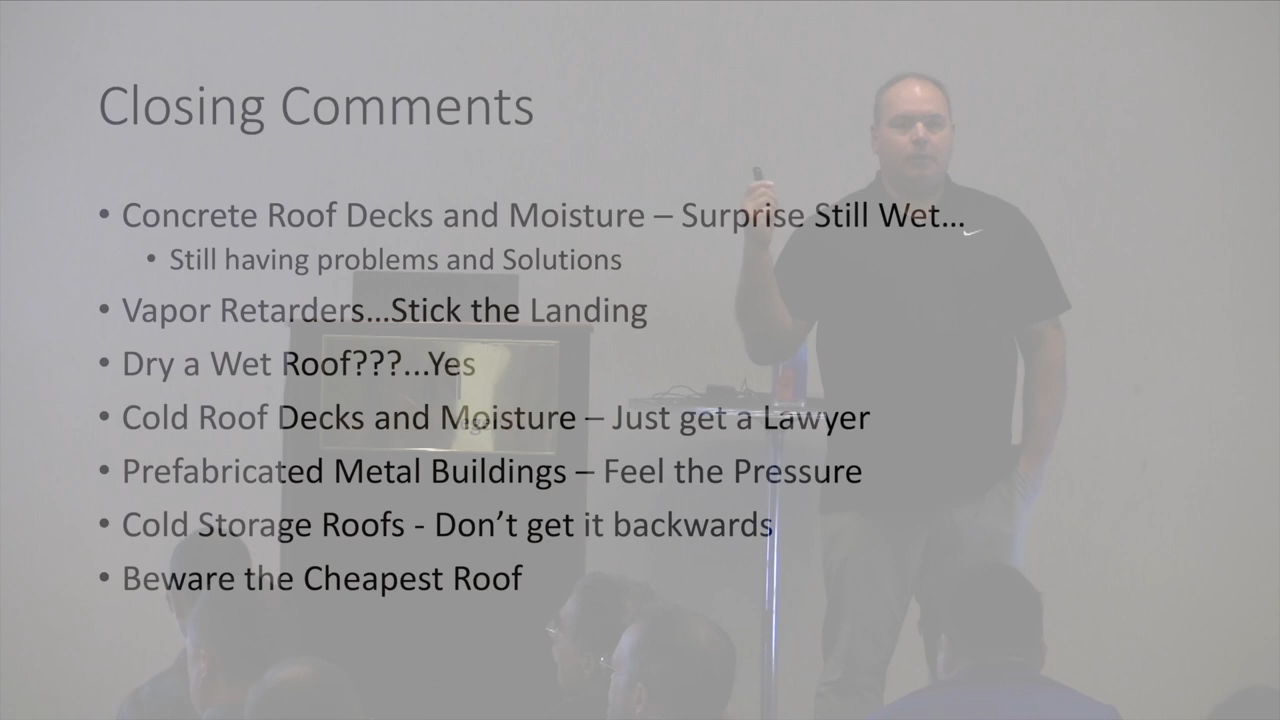 Closing Comments
• Concrete Roof Decks and Moisture – Surprise Still Wet…
• Still having problems and Solutions
• Vapor Retarders…Stick the Landing
• Dry a Wet Roof???...Yes
• Cold Roof Decks and Moisture – Just get a Lawyer
• Prefabricated Metal Buildings – Feel the Pressure
• Cold Storage Roofs - Don’t get it backwards
• Beware the Cheapest Roof